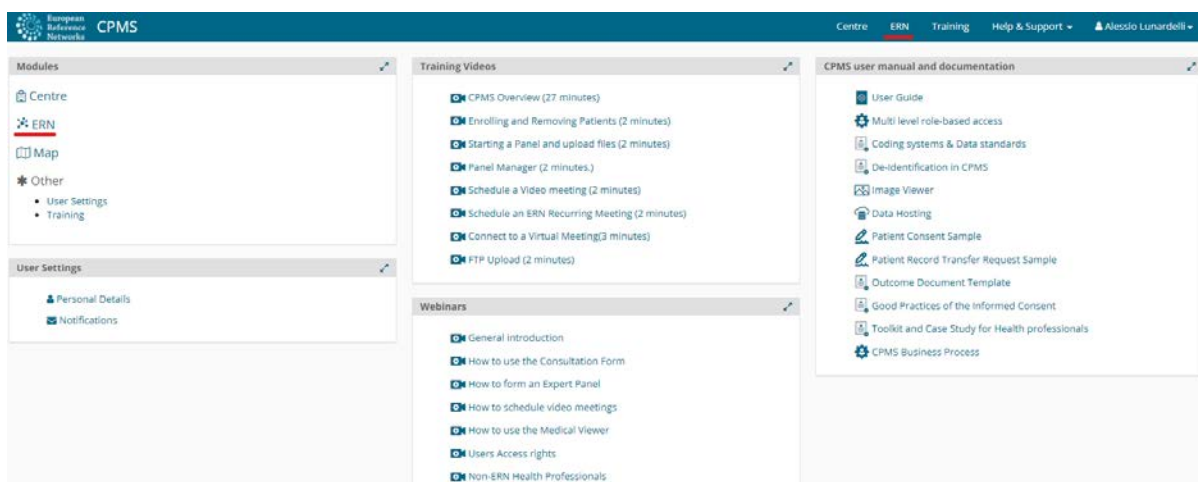 European
Reference
Networks
CPMS
Centre
ERN
Training
Help & Support
Alessio Lunardelli
Modules
Centre
ERN
Map
Other
User Settings
Training
User Settings
Personal Details
Notifications
Training Videos
CPMS Overview (27 minutes)
Enrolling and Removing Patients (2 minutes)
Starting a Panel and upload files (2 minutes)
Panel Manager (2 minutes.)
Schedule a Video meeting (2 minutes)
Schedule an ERN Recurring Meeting (2 minutes)
Connect to a Virtual Meeting(3 minutes)
FTP Upload (2 minutes)
Webinars
General introduction
How to use the Consultation Form
How to form an Expert Panel
How to schedule video meetings
How to use the Medical Viewer
Users Access rights
Non-ERN Health Professionals
CPMS user manual and documentation
User Guide
Multi level role-based access
Coding systems & Data standards
De-Identification in CPMS
Image Viewer
Data Hosting
Patient Consent Sample
Patient Record Transfer Request Sample
Outcome Document Template
Good Practices of the Informed Consent
Toolkit and Case Study for Health professionals
CPMS Business Process